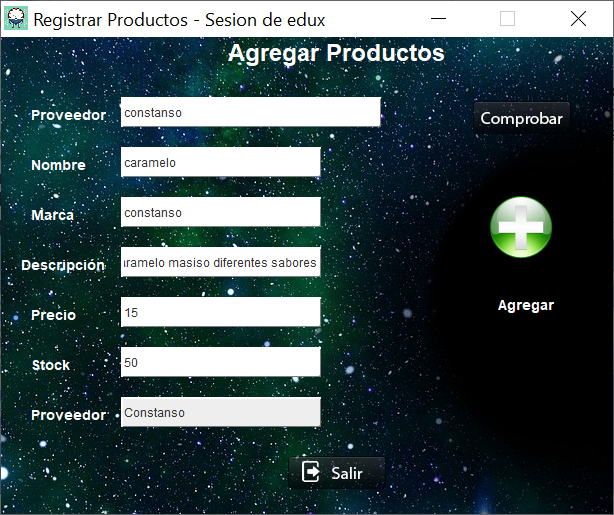 Registrar Productos - Sesion de edux
Agregar Productos
Proveedor constanso
Comprobar
Nombre caramelo
Marca constanso
Descripción aramelo masiso diferentes sabores
Precio 15
Agregar
Stock 50
Proveedor Constanso
Salir